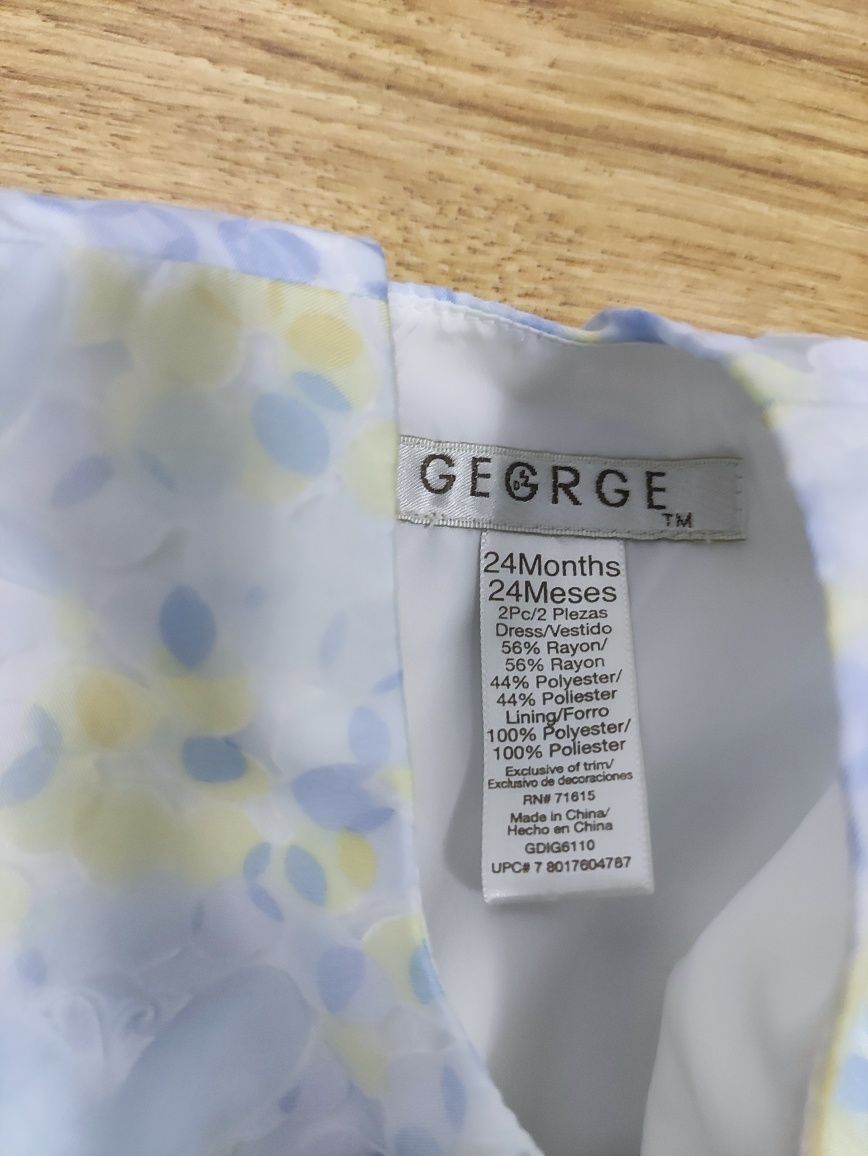 GEORGE
TM
24Months
24Meses
2Pc/2 Piezas
Dress/Vestido
56% Rayon/
56% Rayon
44% Polyester/
44% Poliester
Lining/Forro
100% Polyester/
100% Poliester
Exclusive of trim/
Exclusivo de decoraciones
RN# 71615
Made in China/
Hecho en China
GDIG6110
UPC# 7 8017604767